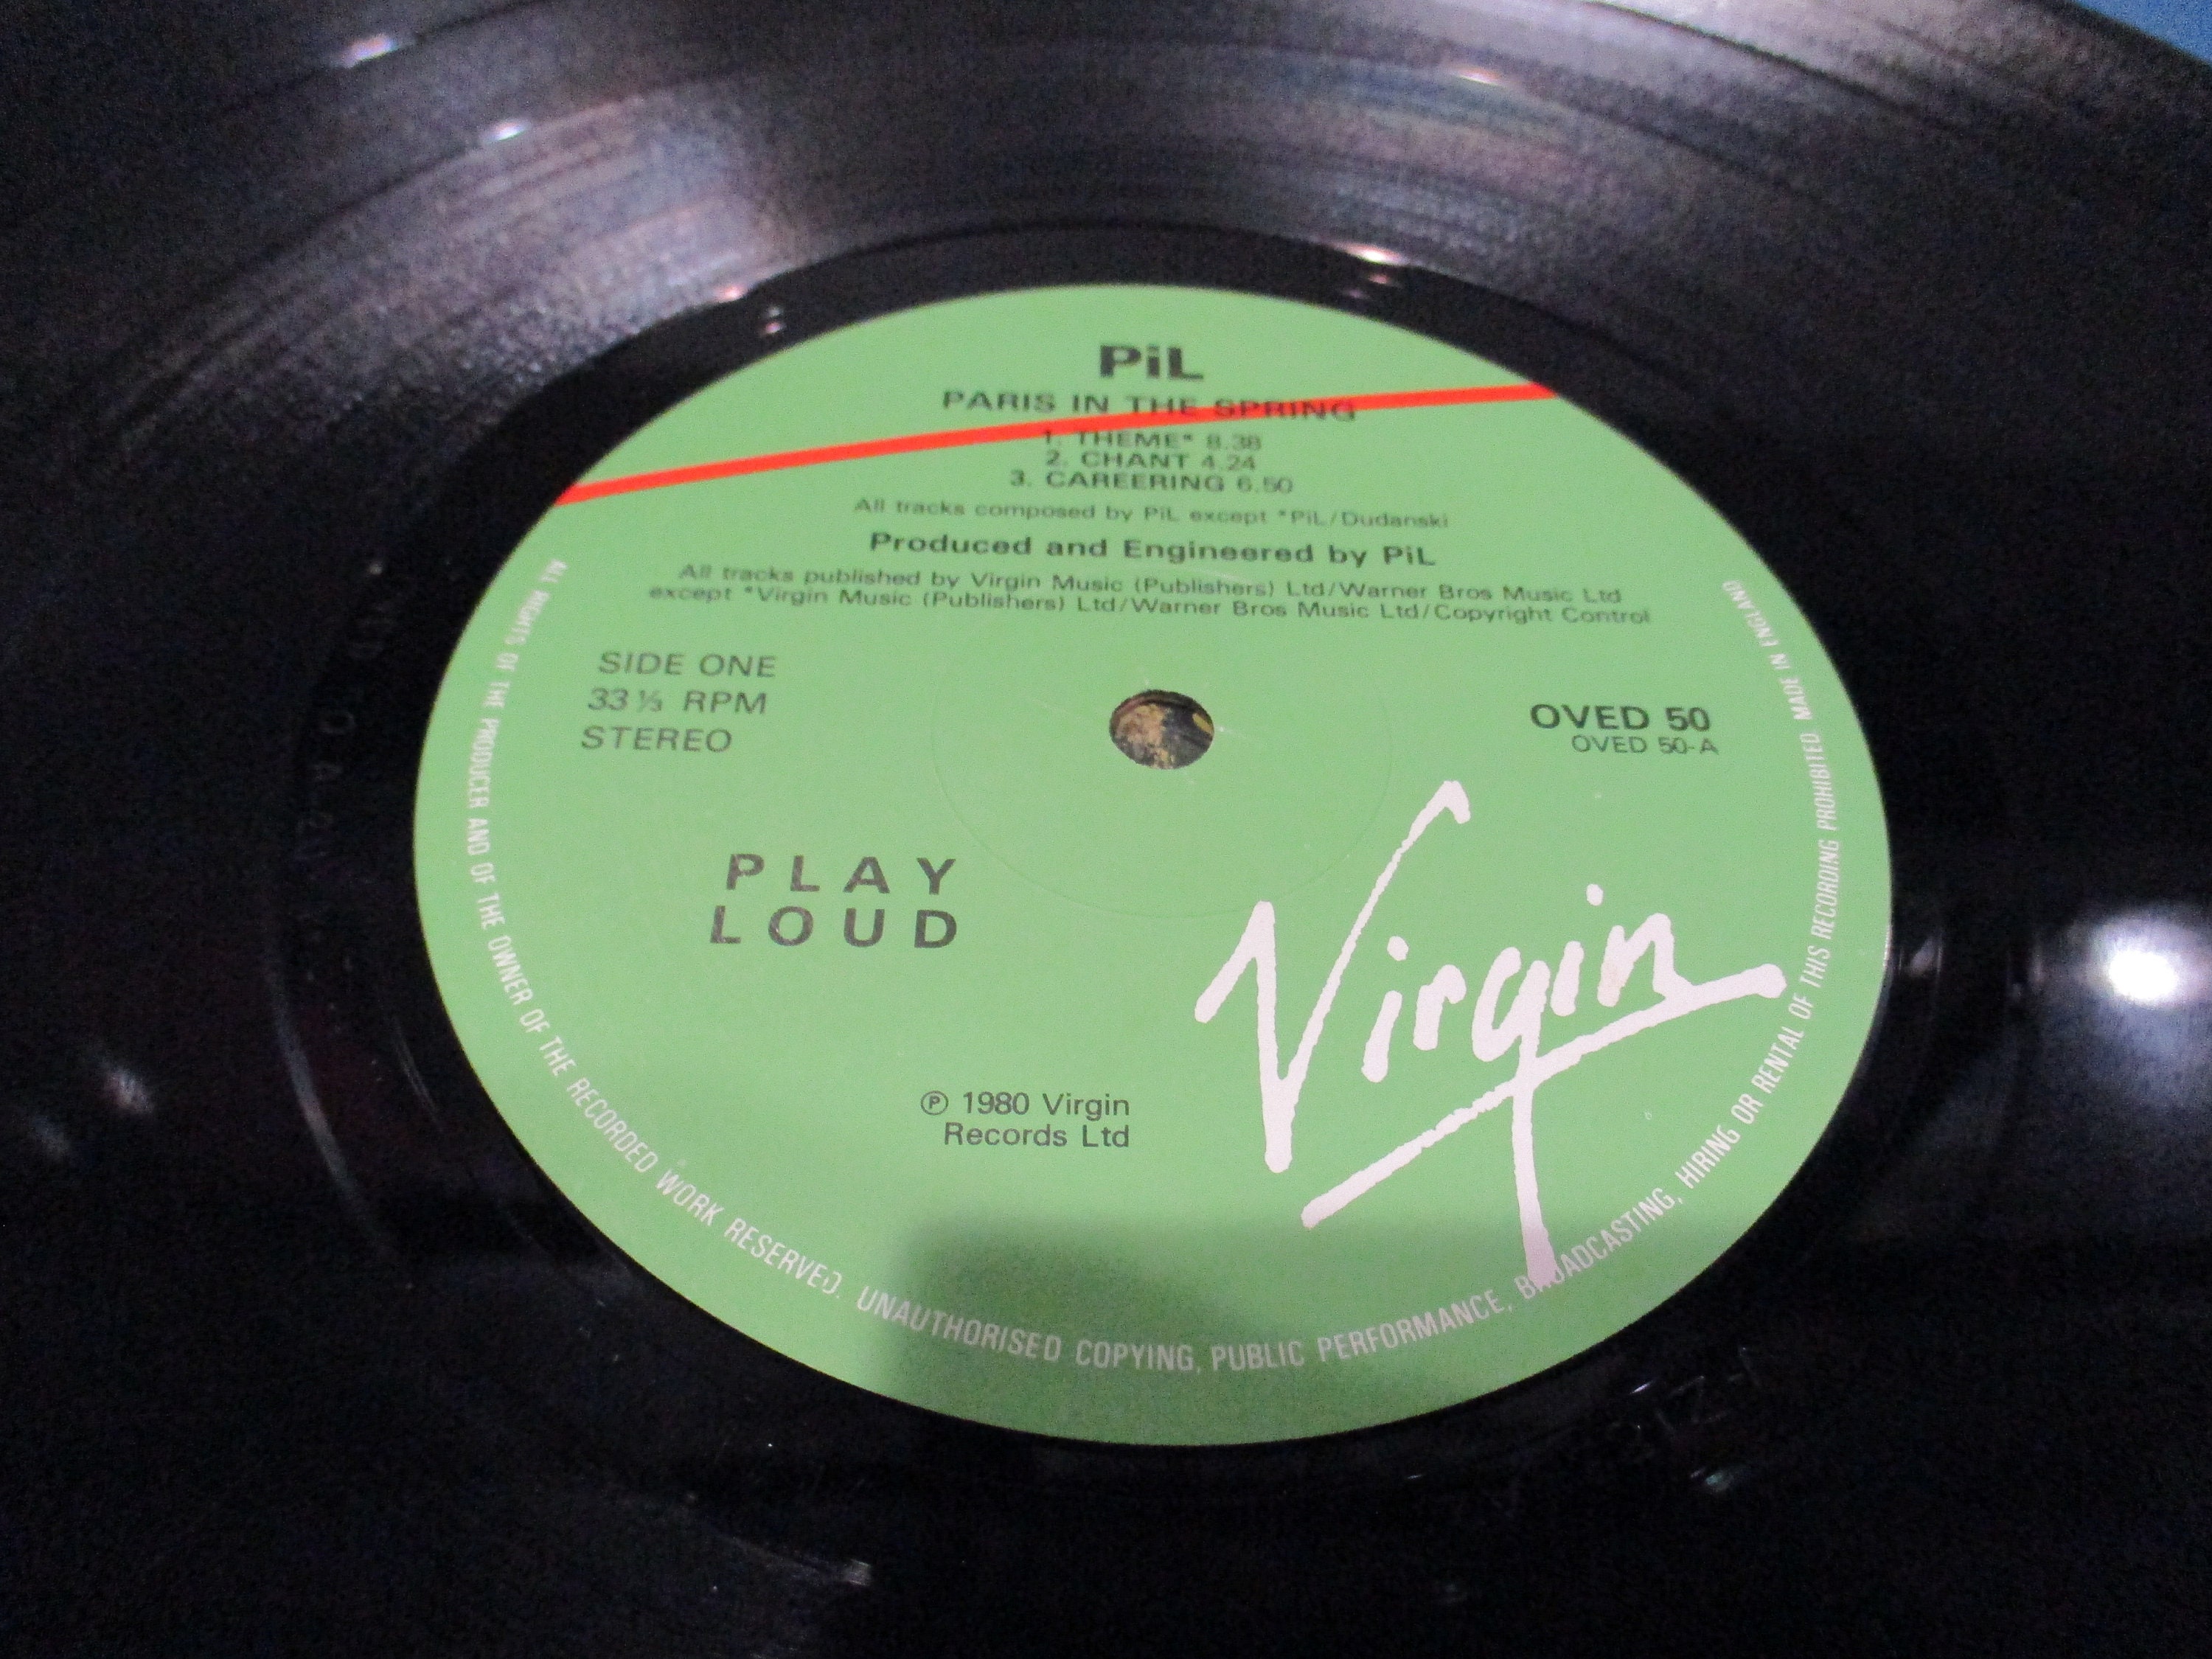 PiL
PARIS IN THE SPRING
1. THEME* 8.38
2. CHANT 4.24
3. CAREERING 6.50
All tracks composed by PiL except *PiL/Dudanski
Produced and Engineered by PiL
All tracks published by Virgin Music (Publishers) Ltd/Warner Bros Music Ltd
except *Virgin Music (Publishers) Ltd/Warner Bros Music Ltd/Copyright Control
SIDE ONE
33⅓ RPM
STEREO
OVED 50
OVED 50-A
PLAY
LOUD
Virgin
℗ 1980 Virgin
Records Ltd
ALL RIGHTS OF THE PRODUCER AND OF THE OWNER OF THE RECORDED WORK RESERVED. UNAUTHORISED COPYING, PUBLIC PERFORMANCE, BROADCASTING, HIRING OR RENTAL OF THIS RECORDING PROHIBITED. MADE IN ENGLAND